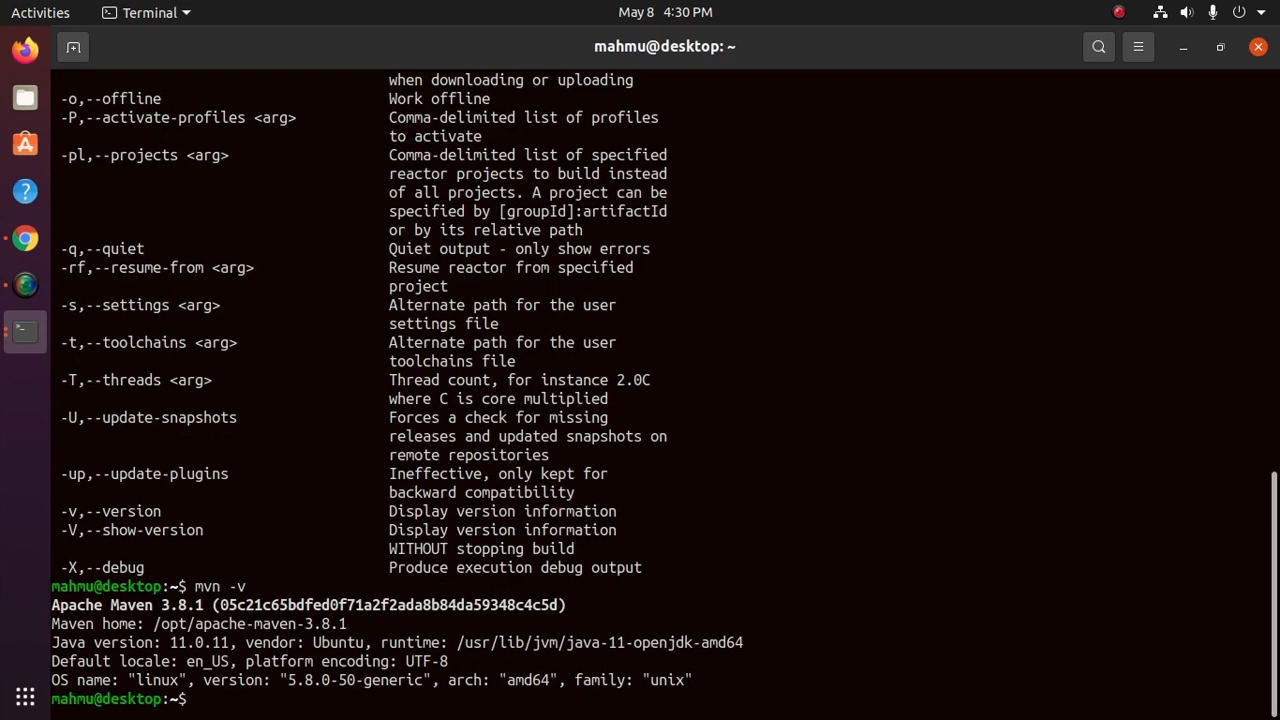 Activities
Terminal
May 8 4:30 PM
mahmu@desktop: ~
when downloading or uploading
-o,--offline Work offline
-P,--activate-profiles <arg> Comma-delimited list of profiles
to activate
-pl,--projects <arg> Comma-delimited list of specified
reactor projects to build instead
of all projects. A project can be
specified by [groupId]:artifactId
or by its relative path
-q,--quiet Quiet output - only show errors
-rf,--resume-from <arg> Resume reactor from specified
project
-s,--settings <arg> Alternate path for the user
settings file
-t,--toolchains <arg> Alternate path for the user
toolchains file
-T,--threads <arg> Thread count, for instance 2.0C
where C is core multiplied
-U,--update-snapshots Forces a check for missing
releases and updated snapshots on
remote repositories
-up,--update-plugins Ineffective, only kept for
backward compatibility
-v,--version Display version information
-V,--show-version Display version information
WITHOUT stopping build
-X,--debug Produce execution debug output
mahmu@desktop:~$ mvn -v
Apache Maven 3.8.1 (05c21c65bdfed0f71a2f2ada8b84da59348c4c5d)
Maven home: /opt/apache-maven-3.8.1
Java version: 11.0.11, vendor: Ubuntu, runtime: /usr/lib/jvm/java-11-openjdk-amd64
Default locale: en_US, platform encoding: UTF-8
OS name: "linux", version: "5.8.0-50-generic", arch: "amd64", family: "unix"
mahmu@desktop:~$